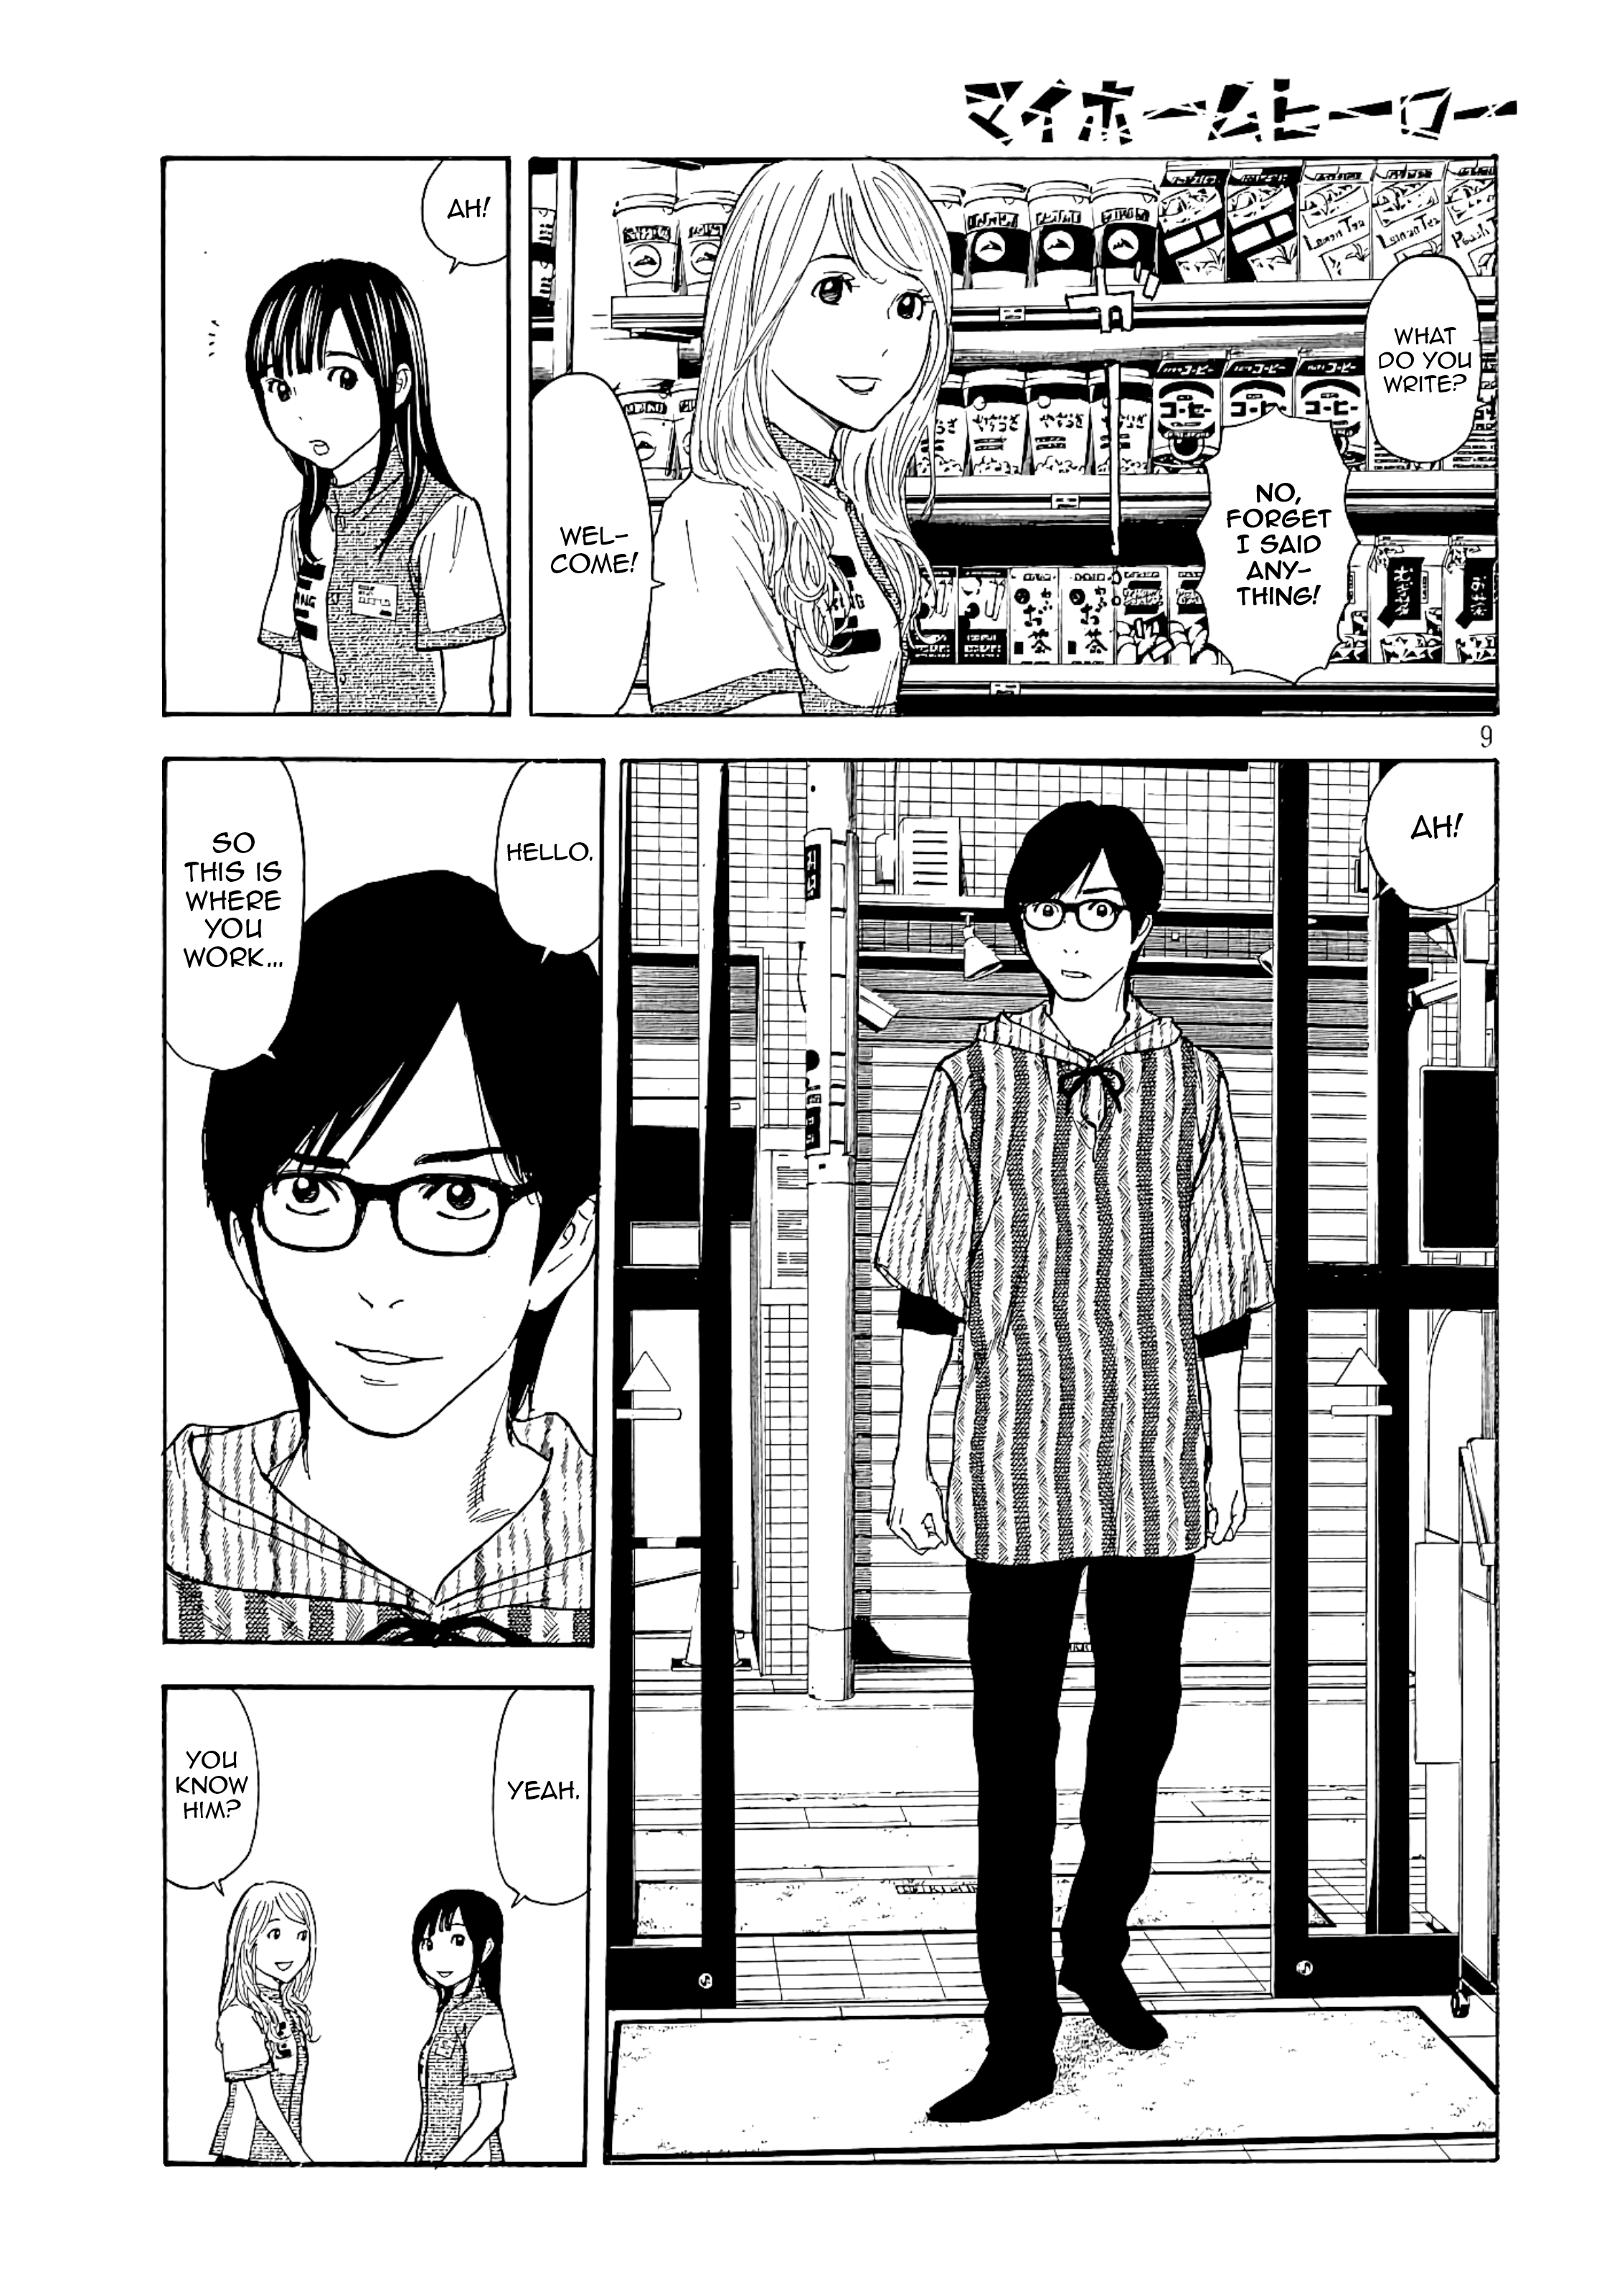 マイホームヒーロー
WHAT
DO YOU
WRITE?
NO,
FORGET
I SAID
ANY-
THING!
WEL-
COME!
Lemon Tea
コーヒー
コーヒー
コーヒー
お茶
お茶
KING
AH!
9
AH!
HELLO.
SO
THIS IS
WHERE
YOU
WORK...
YEAH.
YOU
KNOW
HIM?